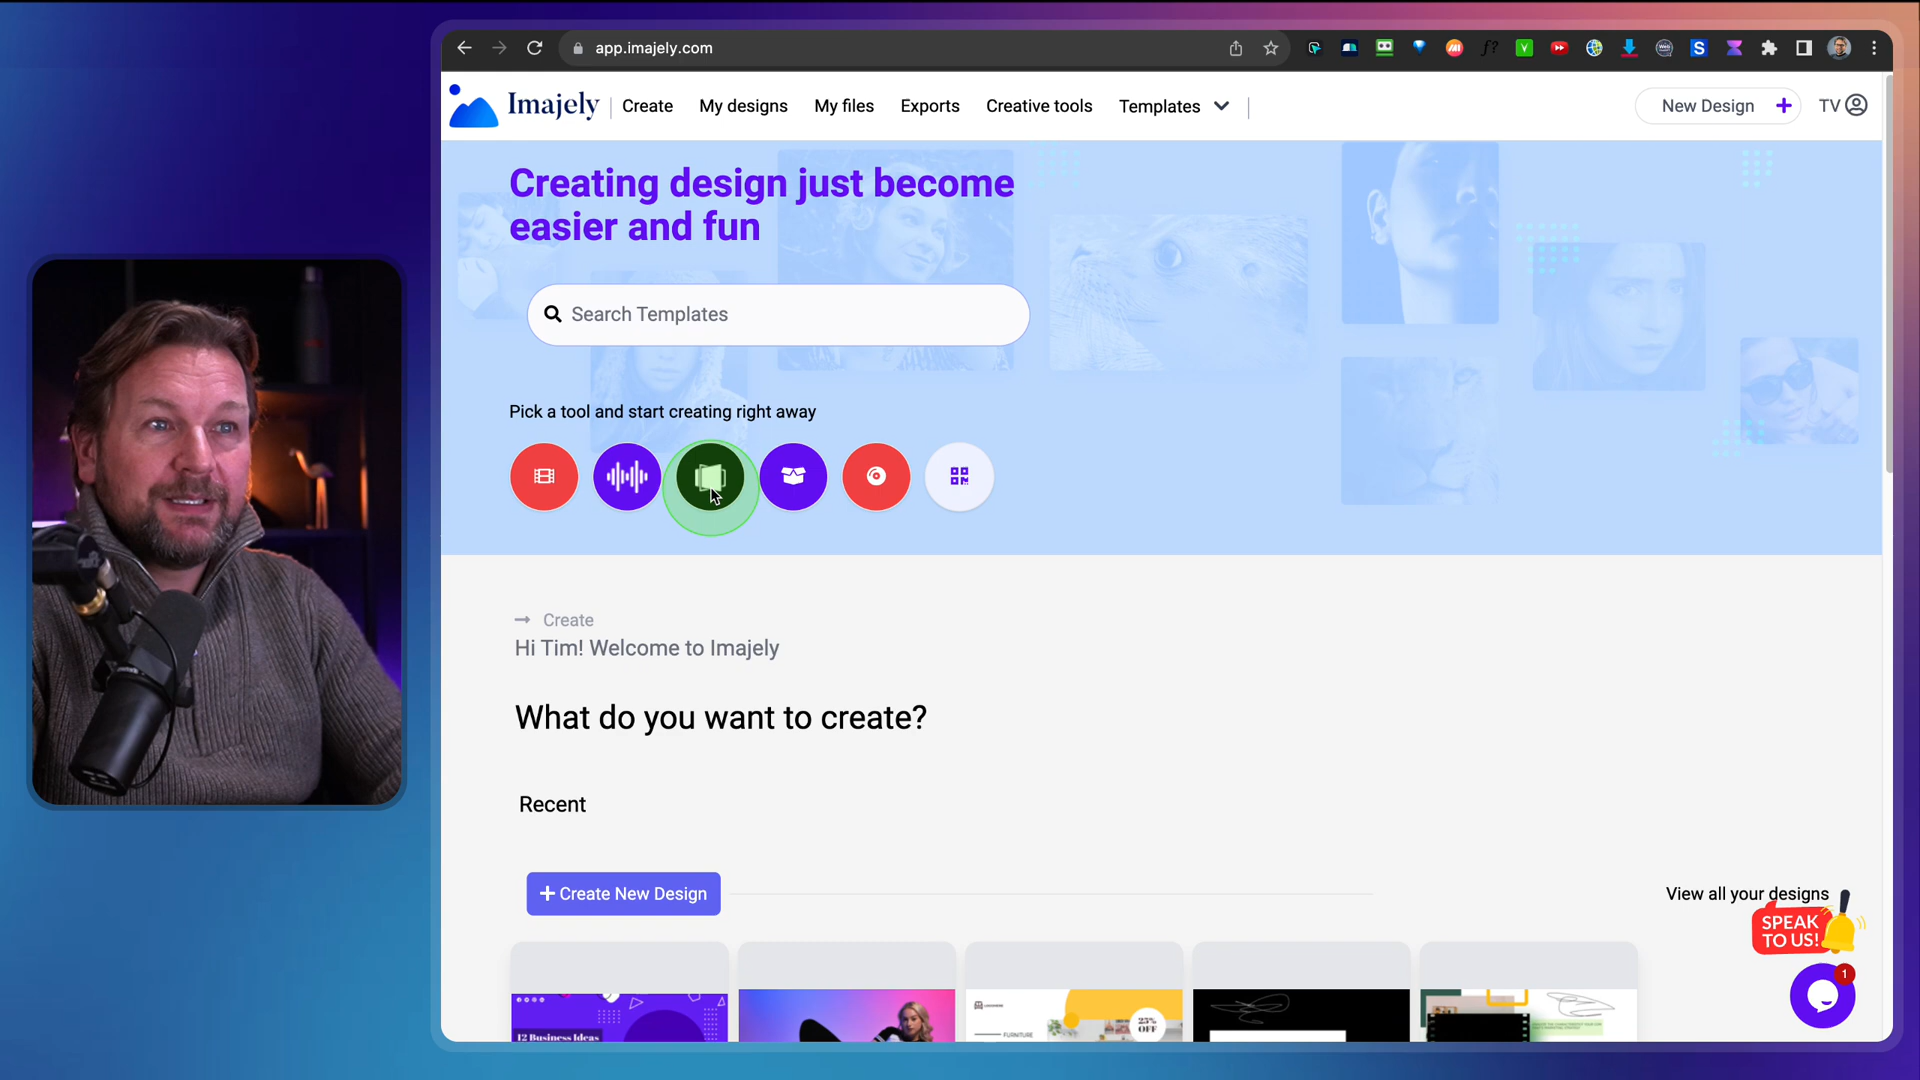 app.imajely.com
Imajely
Create
My designs
My files
Exports
Creative tools
Templates
New Design +
TV
Creating design just become
easier and fun
Search Templates
Pick a tool and start creating right away
→ Create
Hi Tim! Welcome to Imajely
What do you want to create?
Recent
+ Create New Design
View all your designs
SPEAK
TO US!
1
12 Business Ideas
FURNITURE
25%
OFF